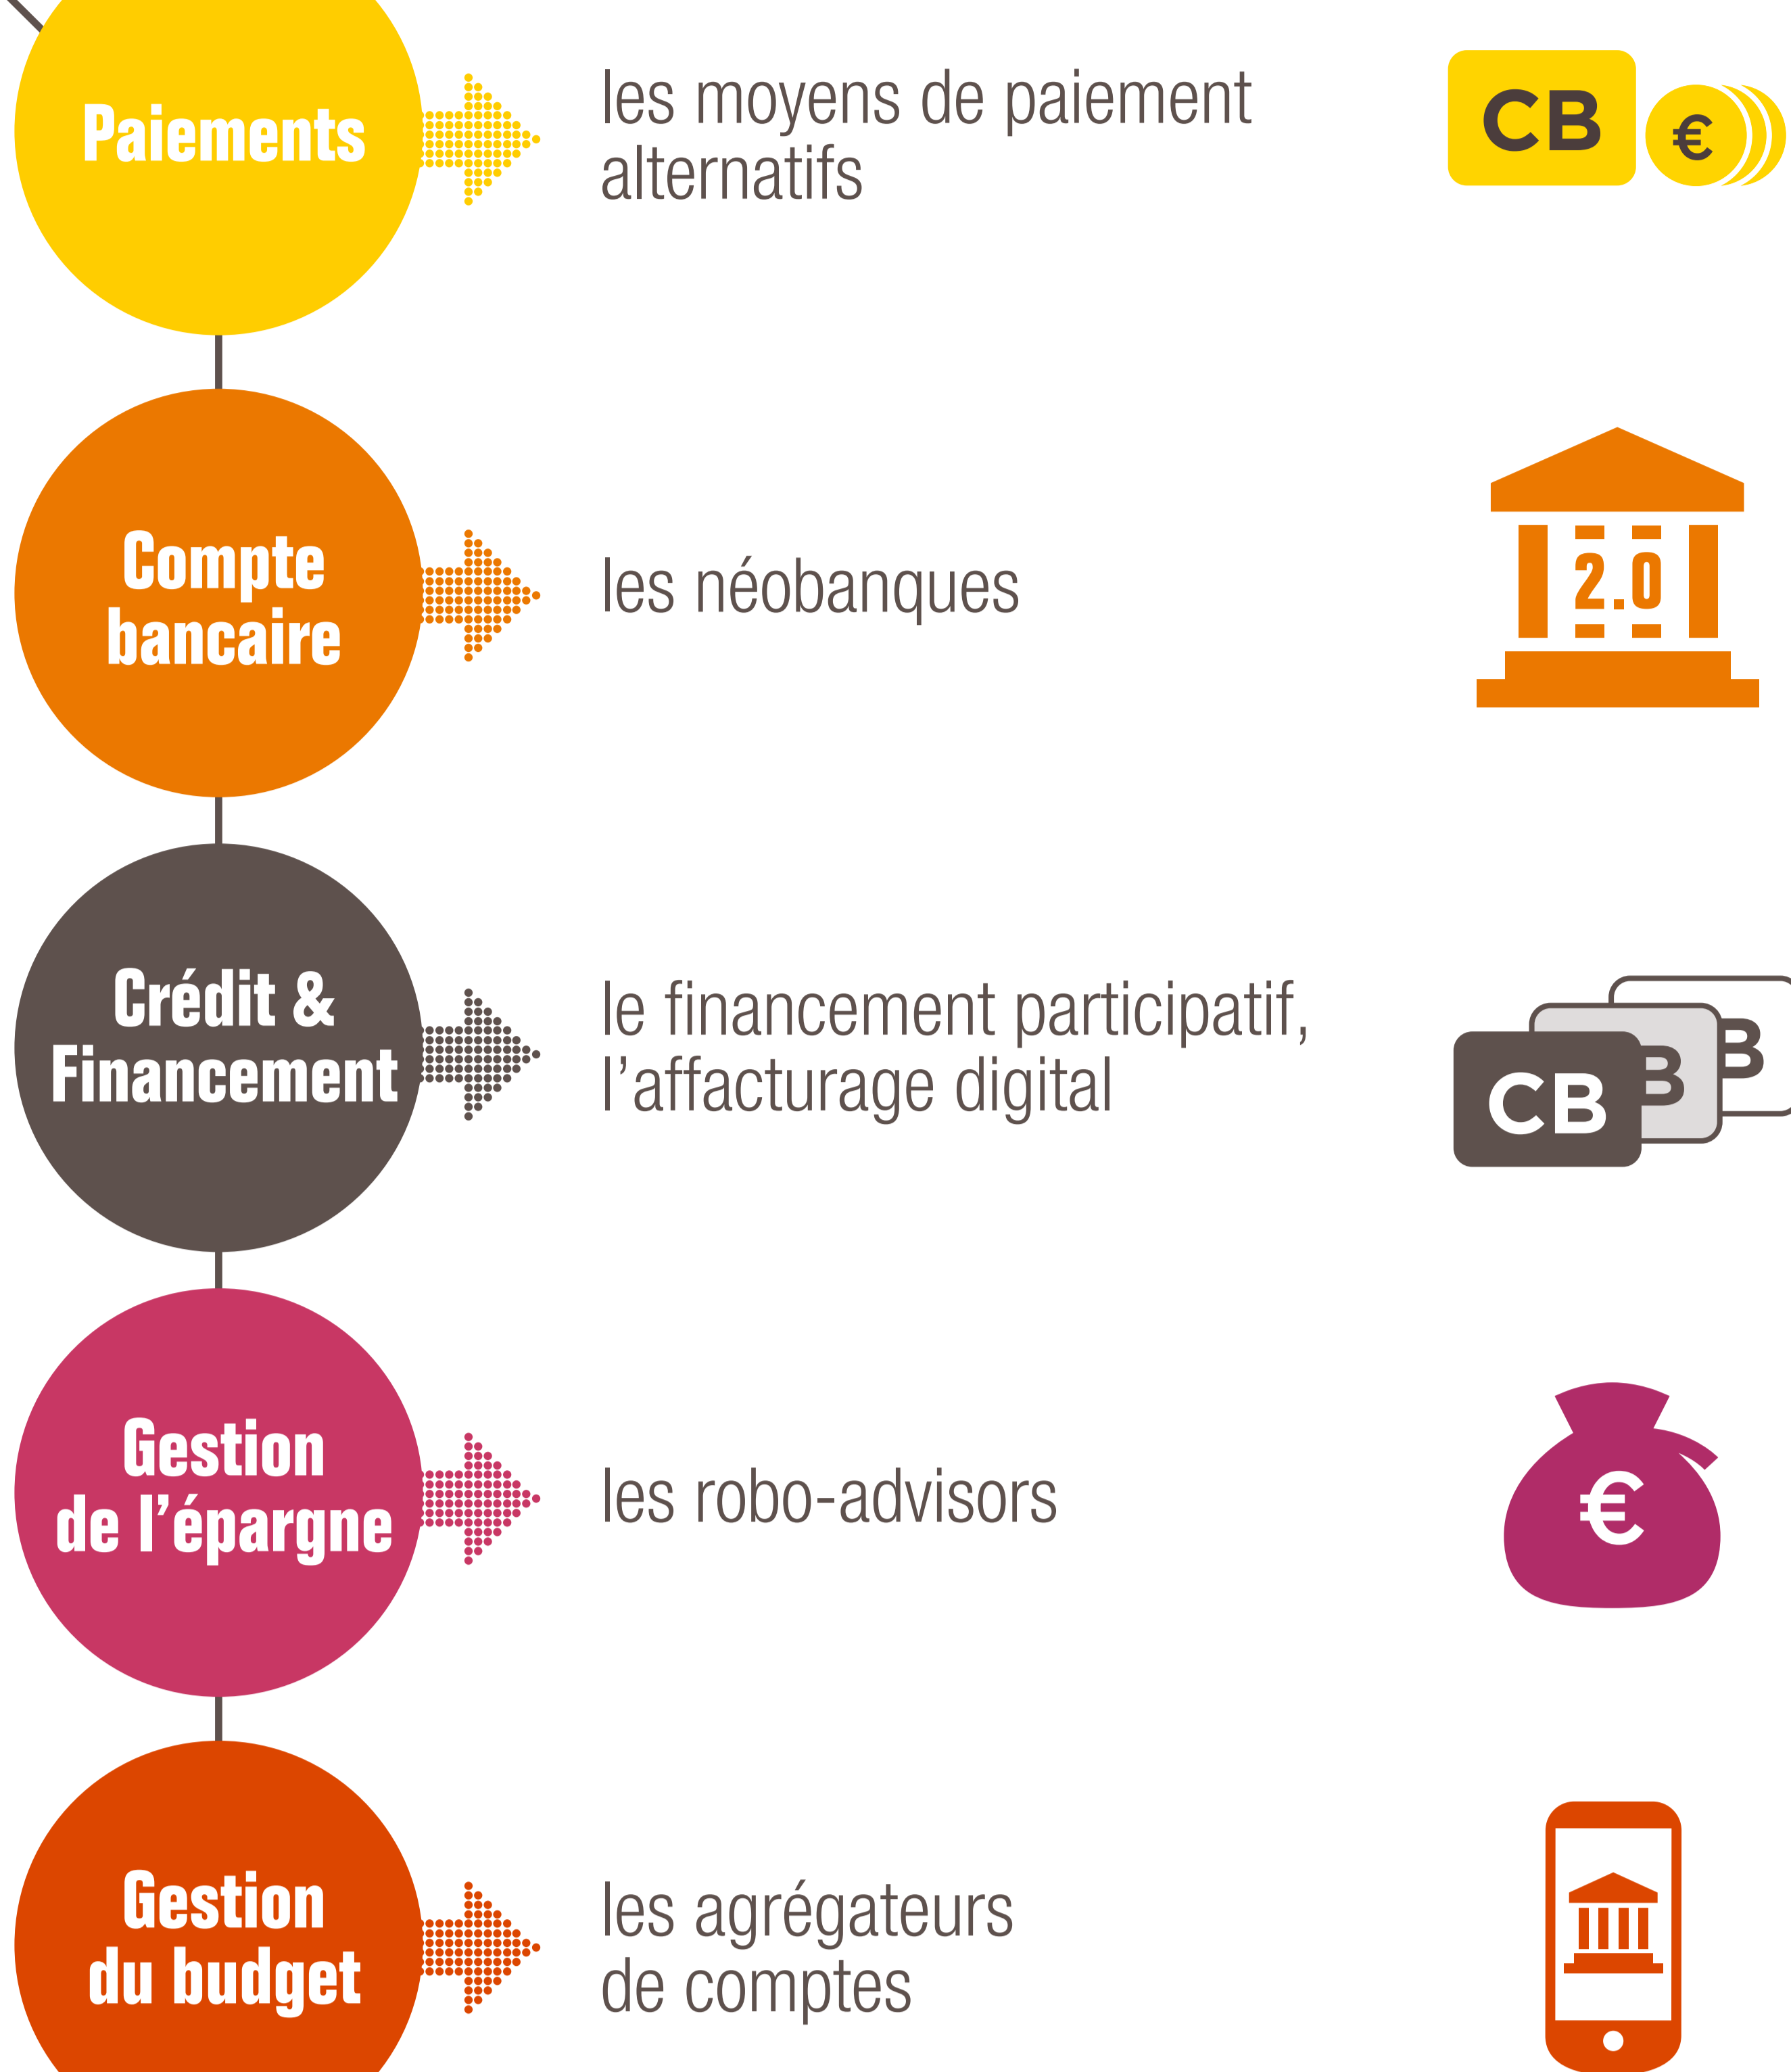 Paiements
les moyens de paiement
alternatifs
CB
€
Compte
bancaire
les néobanques
2.0
Crédit &
Financement
le financement participatif,
l’affacturage digital
CB
B
B
Gestion
de l’épargne
les robo-advisors
€
Gestion
du budget
les agrégateurs
de comptes